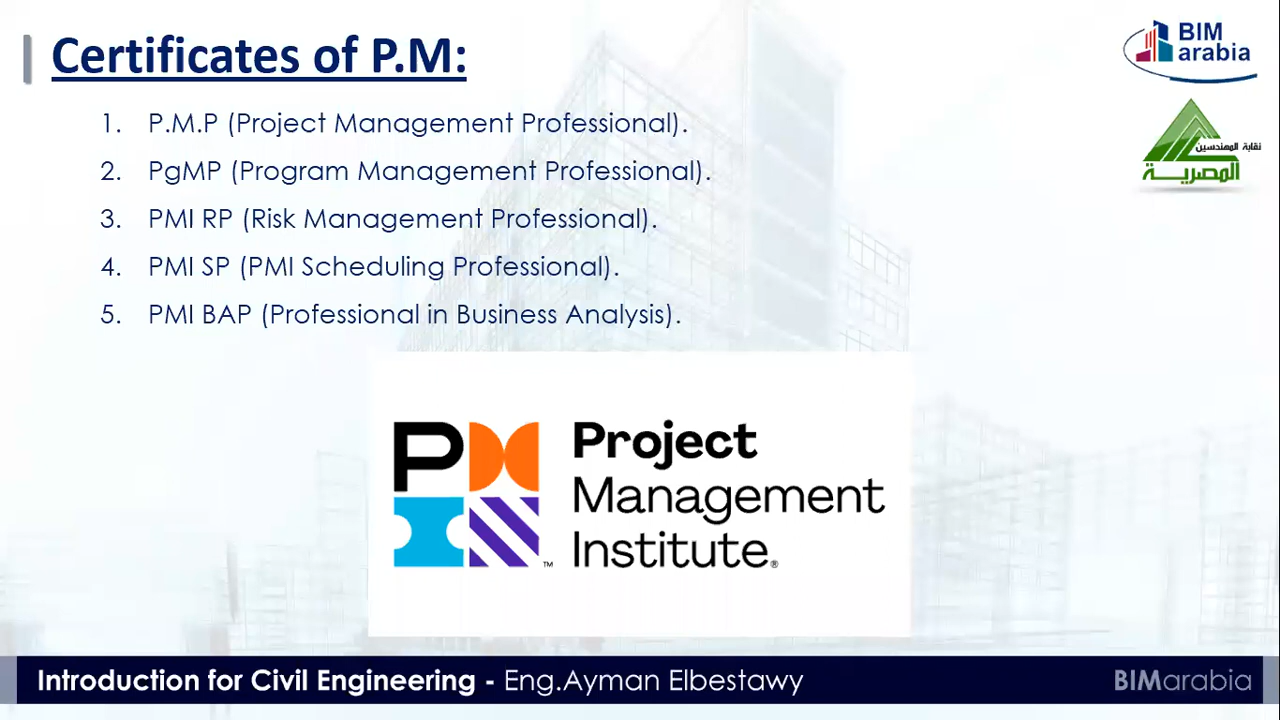 Certificates of P.M:
BIM
arabia
1. P.M.P (Project Management Professional).
2. PgMP (Program Management Professional).
3. PMI RP (Risk Management Professional).
4. PMI SP (PMI Scheduling Professional).
5. PMI BAP (Professional in Business Analysis).
نقابة المهندسين
المصرية
PM
Project
Management
Institute.®
™
Introduction for Civil Engineering - Eng.Ayman Elbestawy
BIMarabia